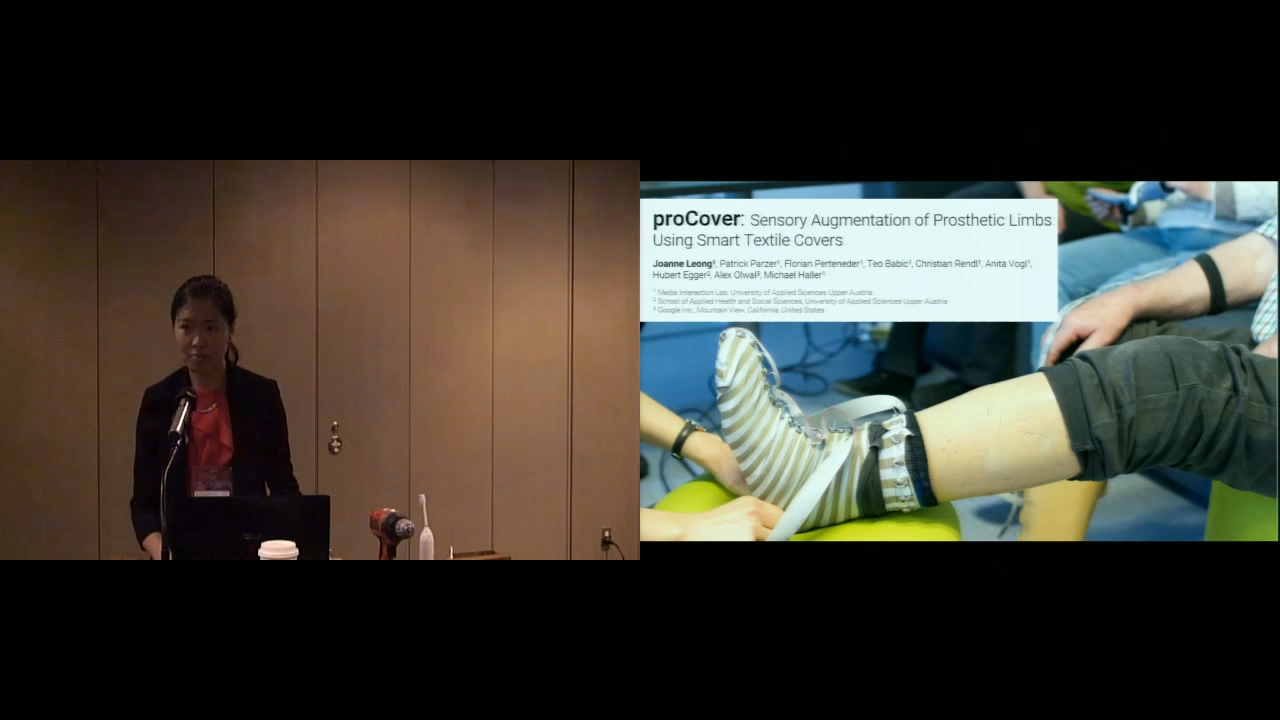 proCover: Sensory Augmentation of Prosthetic Limbs
Using Smart Textile Covers
Joanne Leong¹, Patrick Parzer¹, Florian Perteneder¹, Teo Babic¹, Christian Rendl¹, Anita Vogl¹,
Hubert Egger², Alex Olwal³, Michael Haller¹
¹ Media Interaction Lab, University of Applied Sciences Upper Austria
² School of Applied Health and Social Sciences, University of Applied Sciences Upper Austria
³ Google Inc., Mountain View, California, United States